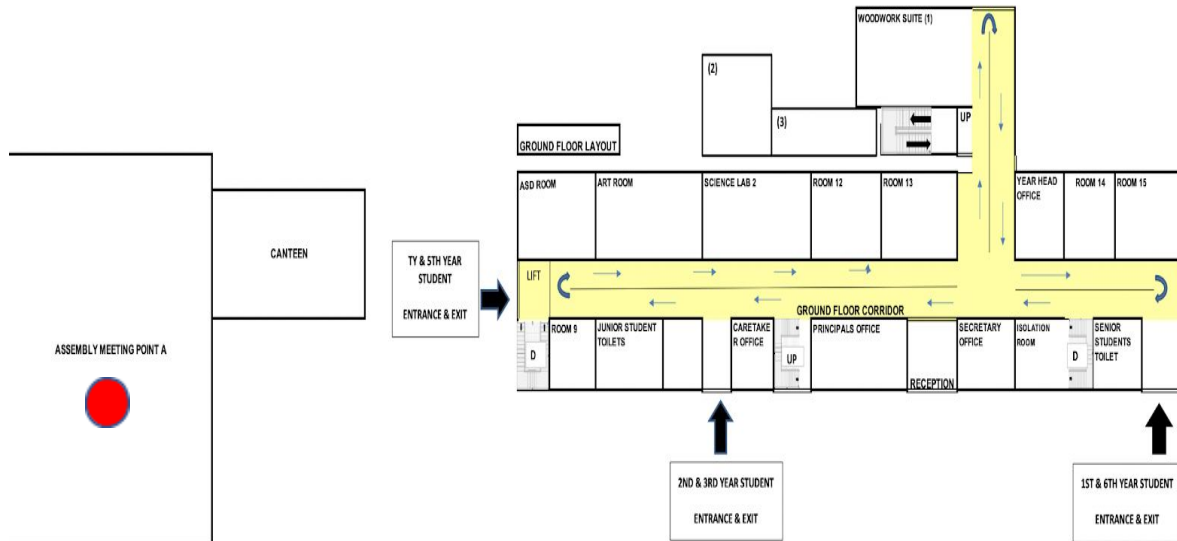 WOODWORK SUITE (1)
(2)
(3)
UP
GROUND FLOOR LAYOUT
ASD ROOM
ART ROOM
SCIENCE LAB 2
ROOM 12
ROOM 13
YEAR HEAD
OFFICE
ROOM 14
ROOM 15
CANTEEN
TY & 5TH YEAR
STUDENT
ENTRANCE & EXIT
LIFT
GROUND FLOOR CORRIDOR
ASSEMBLY MEETING POINT A
D
ROOM 9
JUNIOR STUDENT
TOILETS
CARETAKE
R OFFICE
UP
PRINCIPALS OFFICE
RECEPTION
SECRETARY
OFFICE
ISOLATION
ROOM
D
SENIOR
STUDENTS
TOILET
2ND & 3RD YEAR STUDENT
ENTRANCE & EXIT
1ST & 6TH YEAR STUDENT
ENTRANCE & EXIT